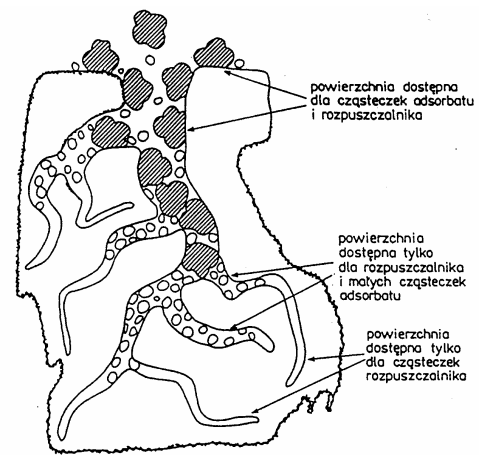 powierzchnia dostępna
dla cząsteczek adsorbatu
i rozpuszczalnika
powierzchnia
dostępna tylko
dla rozpuszczalnika
i małych cząsteczek
adsorbatu
powierzchnia
dostępna tylko
dla cząsteczek
rozpuszczalnika